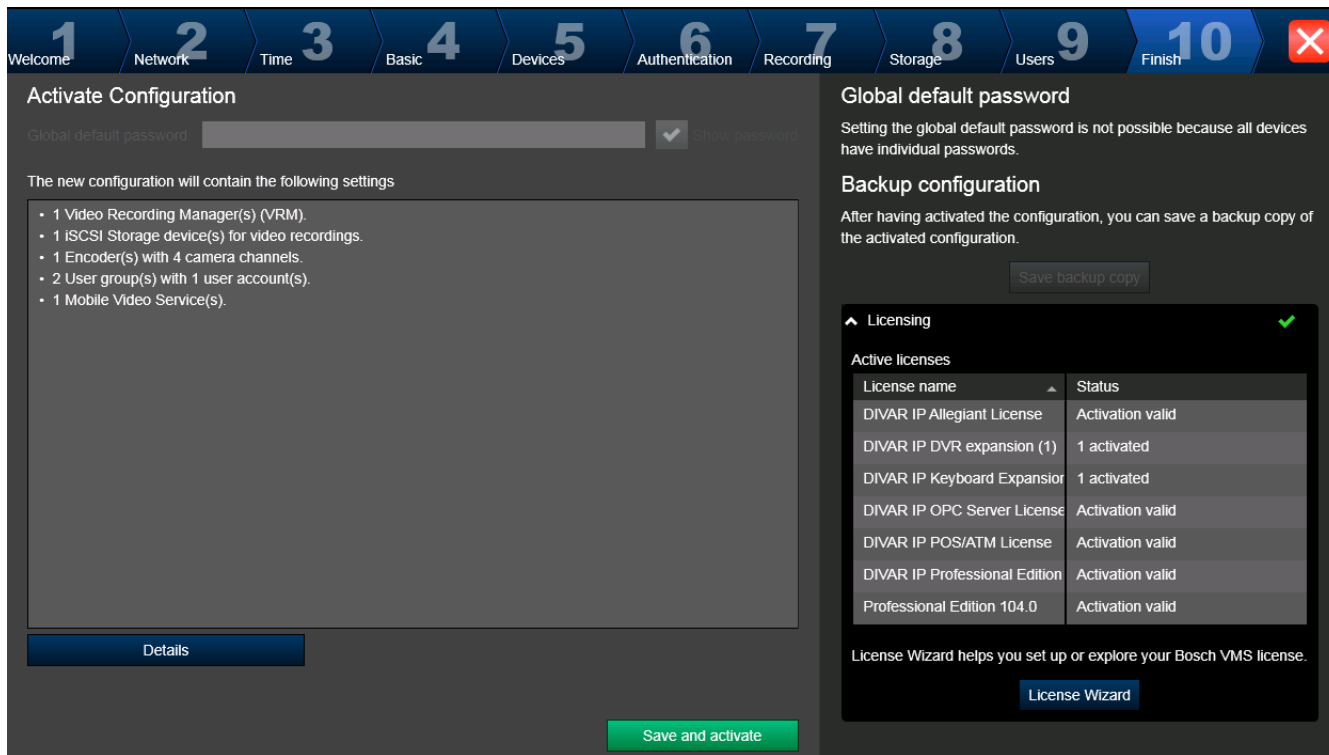 1 Welcome
2 Network
3 Time
4 Basic
5 Devices
6 Authentication
7 Recording
8 Storage
9 Users
10 Finish
Activate Configuration
Global default password:
Show password
The new configuration will contain the following settings
• 1 Video Recording Manager(s) (VRM).
• 1 iSCSI Storage device(s) for video recordings.
• 1 Encoder(s) with 4 camera channels.
• 2 User group(s) with 1 user account(s).
• 1 Mobile Video Service(s).
Details
Save and activate
Global default password
Setting the global default password is not possible because all devices
have individual passwords.
Backup configuration
After having activated the configuration, you can save a backup copy of
the activated configuration.
Save backup copy
Licensing
Active licenses
License name Status
DIVAR IP Allegiant License Activation valid
DIVAR IP DVR expansion (1) 1 activated
DIVAR IP Keyboard Expansion 1 activated
DIVAR IP OPC Server License Activation valid
DIVAR IP POS/ATM License Activation valid
DIVAR IP Professional Edition Activation valid
Professional Edition 104.0 Activation valid
License Wizard helps you set up or explore your Bosch VMS license.
License Wizard